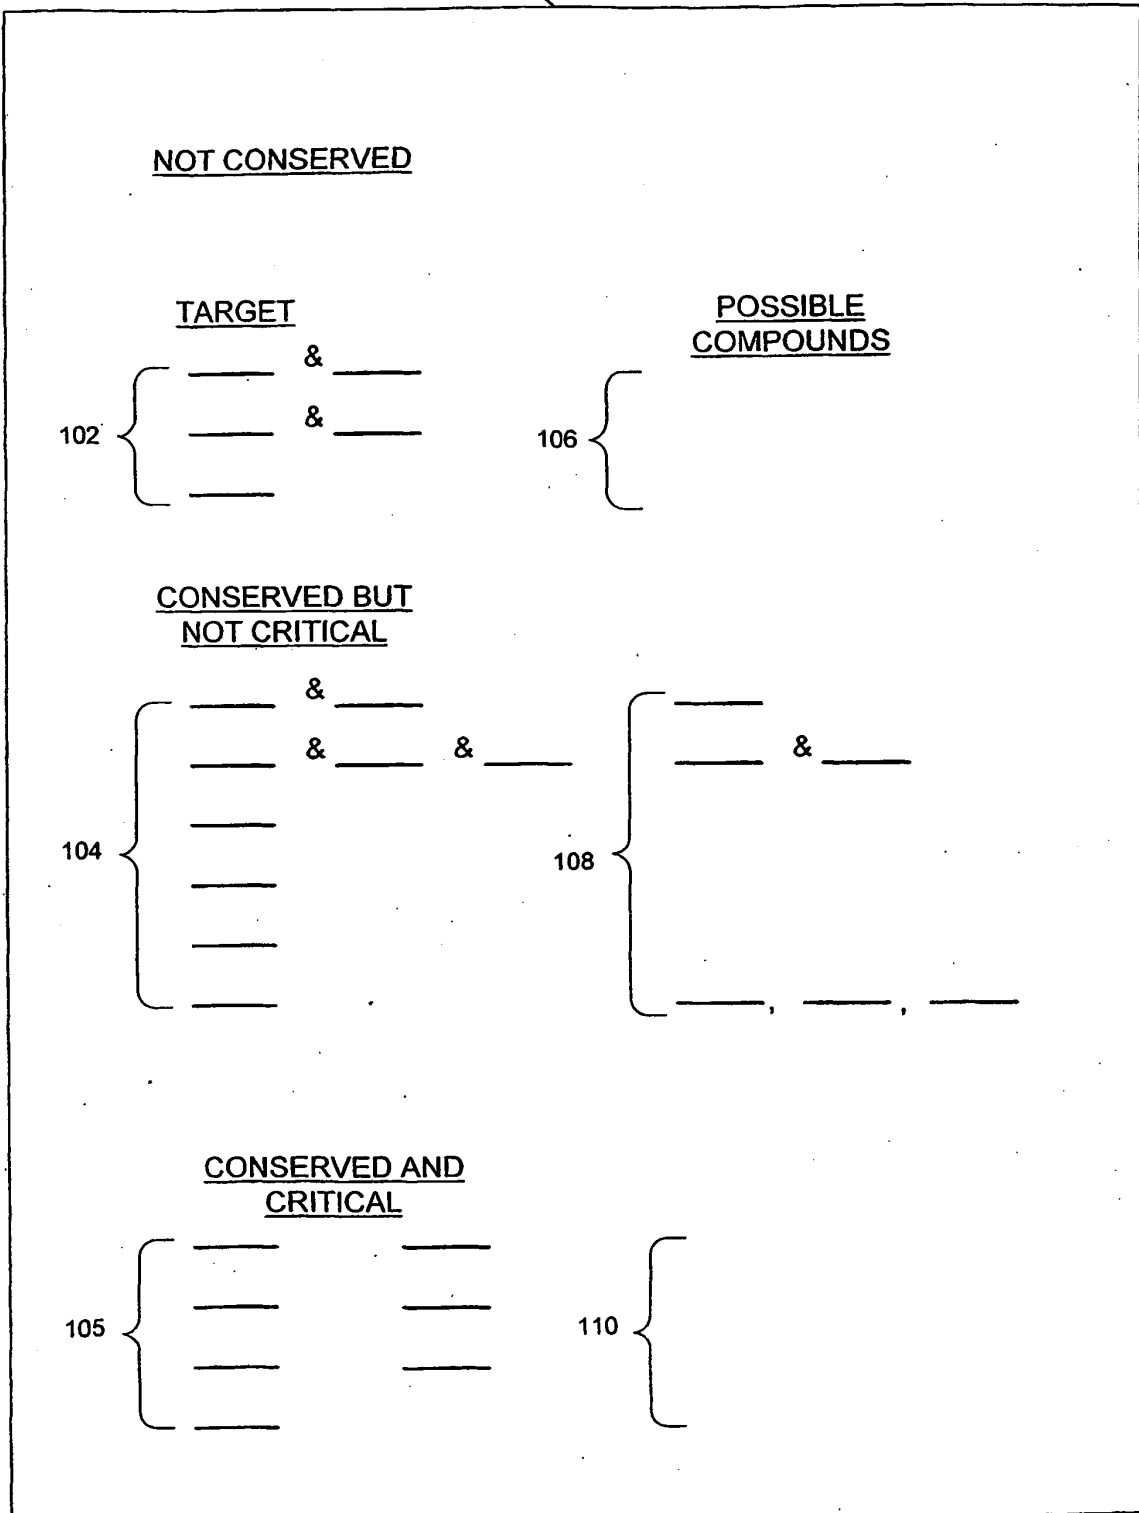 NOT CONSERVED
TARGET
POSSIBLE
COMPOUNDS
&
102
&
106
CONSERVED BUT
NOT CRITICAL
&
& &
&
104
108
, ,
CONSERVED AND
CRITICAL
105
110